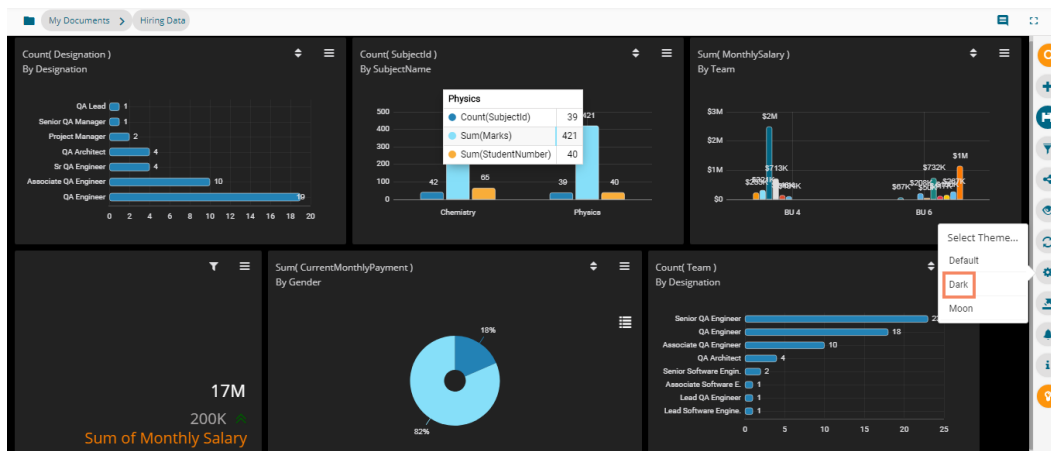 My Documents > Hiring Data
Count( Designation )
By Designation
QA Lead 1
Senior QA Manager 1
Project Manager 2
QA Architect 4
Sr QA Engineer 4
Associate QA Engineer 10
QA Engineer 19
0 2 4 6 8 10 12 14 16 18 20
Count( SubjectId )
By SubjectName
Physics
Count(SubjectId) 39
Sum(Marks) 421
Sum(StudentNumber) 40
500
400
300
200
100
0
421
42 65 39 40
Chemistry Physics
Sum( MonthlySalary )
By Team
$3M
$2M
$1M
$0
$2M
$713K
$732K
$1M
$67K
BU 4 BU 6
Select Theme...
Default
Dark
Moon
17M
200K
Sum of Monthly Salary
Sum( CurrentMonthlyPayment )
By Gender
18%
82%
Count( Team )
By Designation
Senior QA Engineer
QA Engineer 18
Associate QA Engineer 10
QA Architect 4
Senior Software Engin. 2
Associate Software E. 1
Lead QA Engineer 1
Lead Software Engine. 1
0 5 10 15 20 25